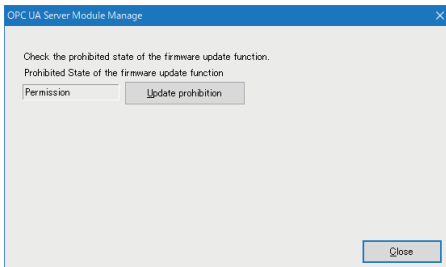 OPC UA Server Module Manage
Check the prohibited state of the firmware update function.
Prohibited State of the firmware update function
Permission
Update prohibition
Close